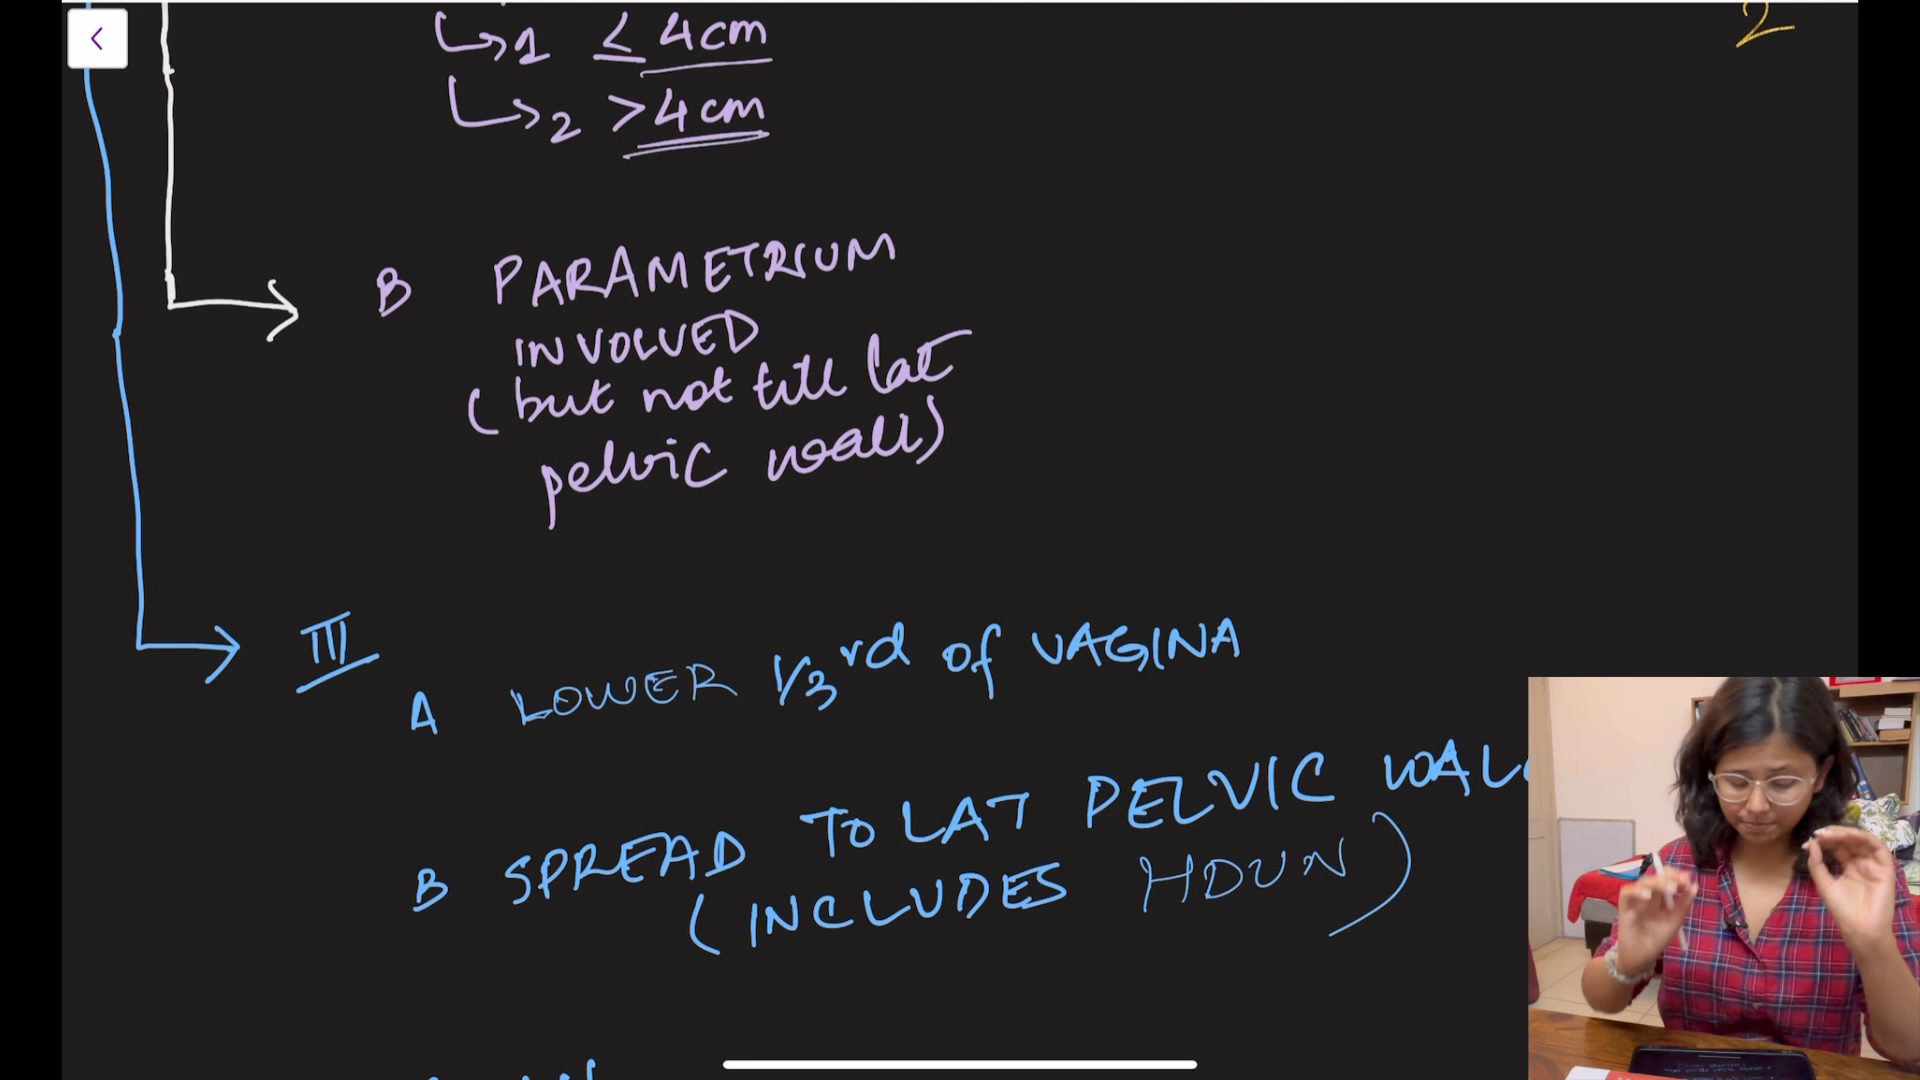 ↳1 ≤ 4cm
2
↳2 >4cm
B PARAMETRIUM
INVOLVED
(but not till lat
pelvic wall)
III
A LOWER 1/3rd of VAGINA
B SPREAD TO LAT PELVIC WALL
(INCLUDES HDUN)